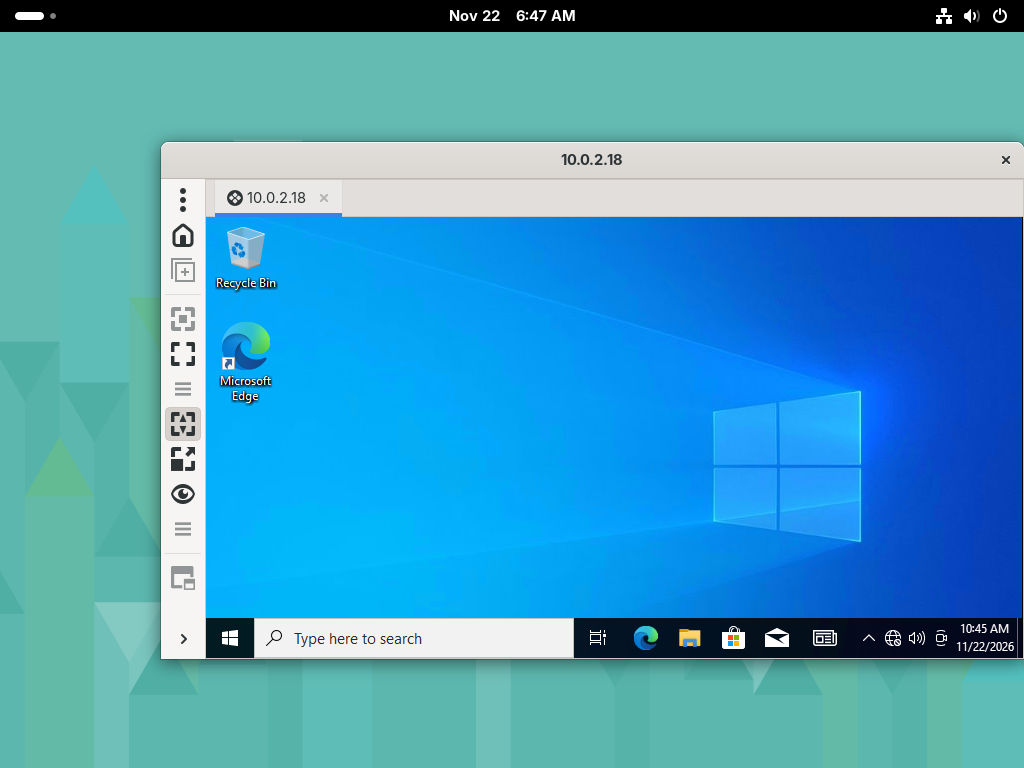 Nov 22 6:47 AM
10.0.2.18
10.0.2.18
Recycle Bin
Microsoft
Edge
Type here to search
10:45 AM
11/22/2026